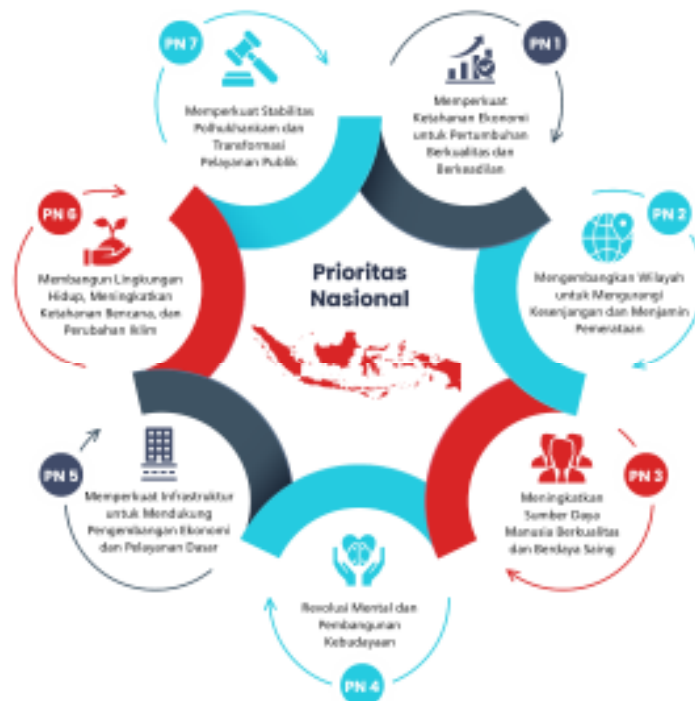 Prioritas
Nasional
PN 1
Memperkuat
Ketahanan Ekonomi
untuk Pertumbuhan
Berkualitas dan
Berkeadilan
PN 2
Mengembangkan Wilayah
untuk Mengurangi
Kesenjangan dan Menjamin
Pemerataan
PN 3
Meningkatkan
Sumber Daya
Manusia Berkualitas
dan Berdaya Saing
PN 4
Revolusi Mental dan
Pembangunan
Kebudayaan
PN 5
Memperkuat Infrastruktur
untuk Mendukung
Pengembangan Ekonomi
dan Pelayanan Dasar
PN 6
Membangun Lingkungan
Hidup, Meningkatkan
Ketahanan Bencana, dan
Perubahan Iklim
PN 7
Memperkuat Stabilitas
Polhukhankam dan
Transformasi
Pelayanan Publik